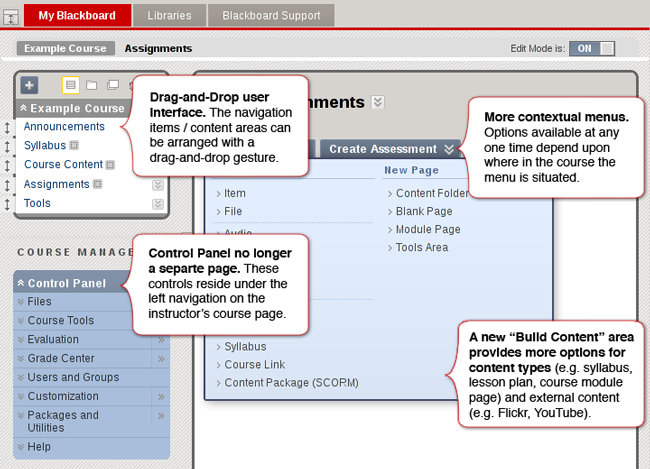 My Blackboard
Libraries
Blackboard Support
Example Course
Assignments
Edit Mode is:
ON
Example Course
Announcements
Syllabus
Course Content
Assignments
Tools
Drag-and-Drop user
Interface. The navigation
items / content areas can
be arranged with a
drag-and-drop gesture.
nments
More contextual menus.
Options available at any
one time depend upon
where in the course the
menu is situated.
Create Assessment
New Page
Item
File
Audio
Content Folder
Blank Page
Module Page
Tools Area
Syllabus
Course Link
Content Package (SCORM)
COURSE MANAGE
Control Panel
Files
Course Tools
Evaluation
Grade Center
Users and Groups
Customization
Packages and
Utilities
Help
Control Panel no longer
a separte page. These
controls reside under the
left navigation on the
instructor's course page.
A new “Build Content” area
provides more options for
content types (e.g. syllabus,
lesson plan, course module
page) and external content
(e.g. Flickr, YouTube).